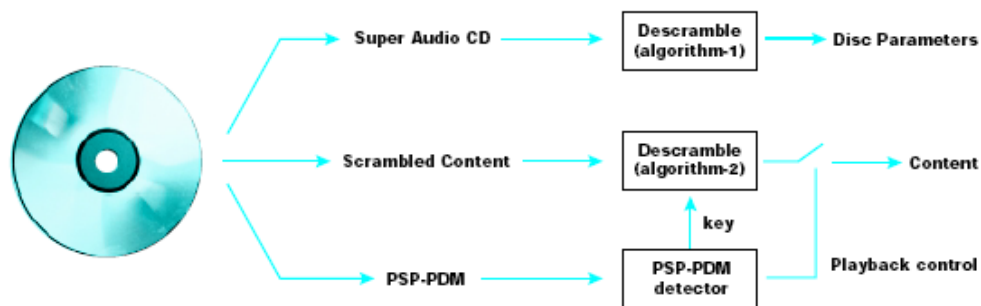 Super Audio CD
Descramble
(algorithm-1)
Disc Parameters
Scrambled Content
Descramble
(algorithm-2)
Content
key
PSP-PDM
PSP-PDM
detector
Playback control